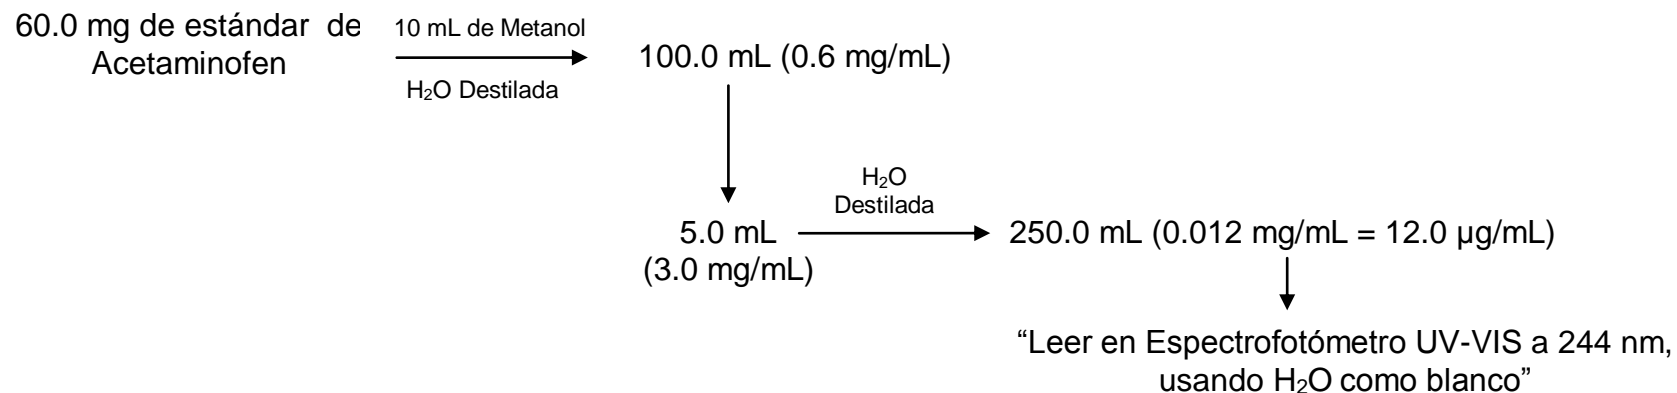 60.0 mg de estándar de
Acetaminofen
10 mL de Metanol
H₂O Destilada
100.0 mL (0.6 mg/mL)
5.0 mL
(3.0 mg/mL)
H₂O
Destilada
250.0 mL (0.012 mg/mL = 12.0 µg/mL)
“Leer en Espectrofotómetro UV-VIS a 244 nm,
usando H₂O como blanco”